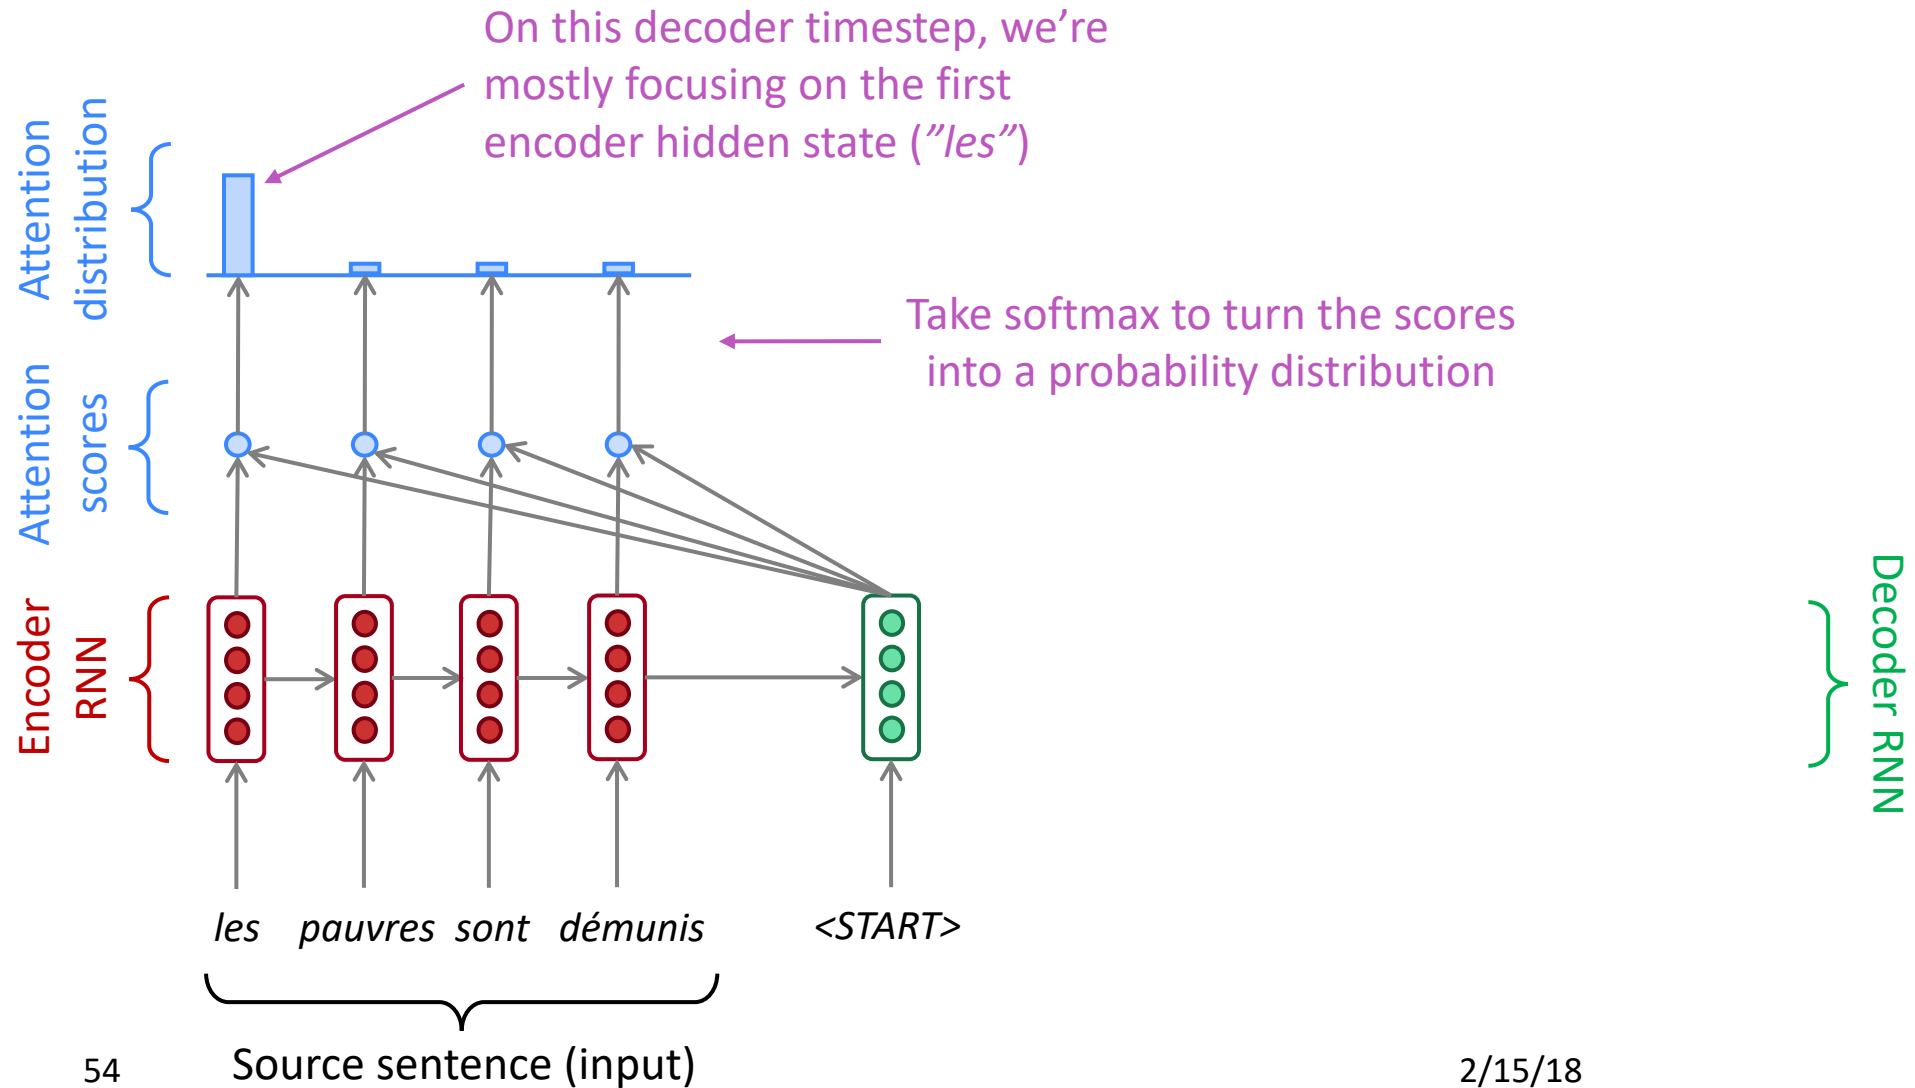 On this decoder timestep, we're
mostly focusing on the first
encoder hidden state (”les”)
Attention
distribution
Take softmax to turn the scores
into a probability distribution
Attention
scores
Encoder
RNN
Decoder RNN
les pauvres sont démunis <START>
Source sentence (input)
54
2/15/18